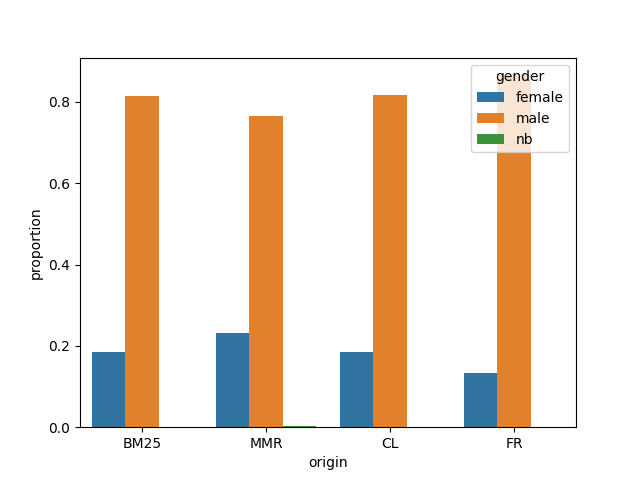 gender
female
male
nb
0.8
0.6
0.4
0.2
0.0
proportion
BM25 MMR CL FR
origin